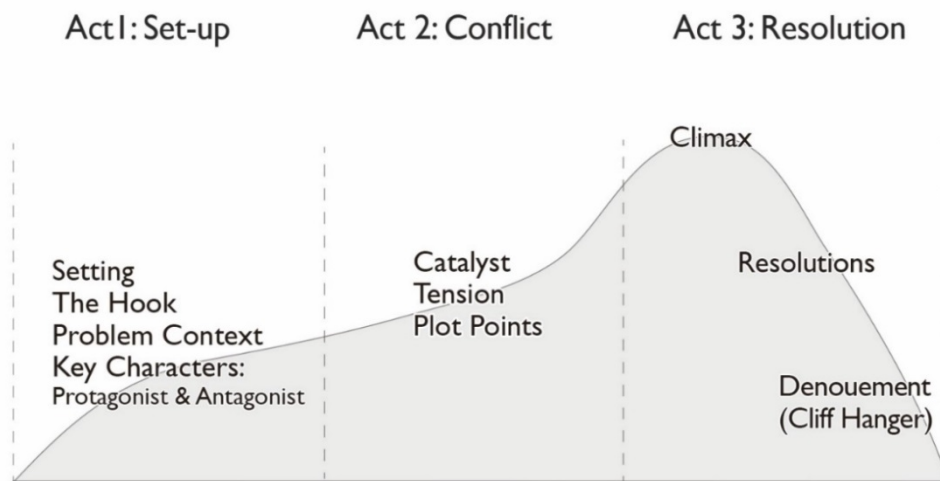 Act1: Set-up
Act 2: Conflict
Act 3: Resolution
Setting
The Hook
Problem Context
Key Characters:
Protagonist & Antagonist
Catalyst
Tension
Plot Points
Climax
Resolutions
Denouement
(Cliff Hanger)